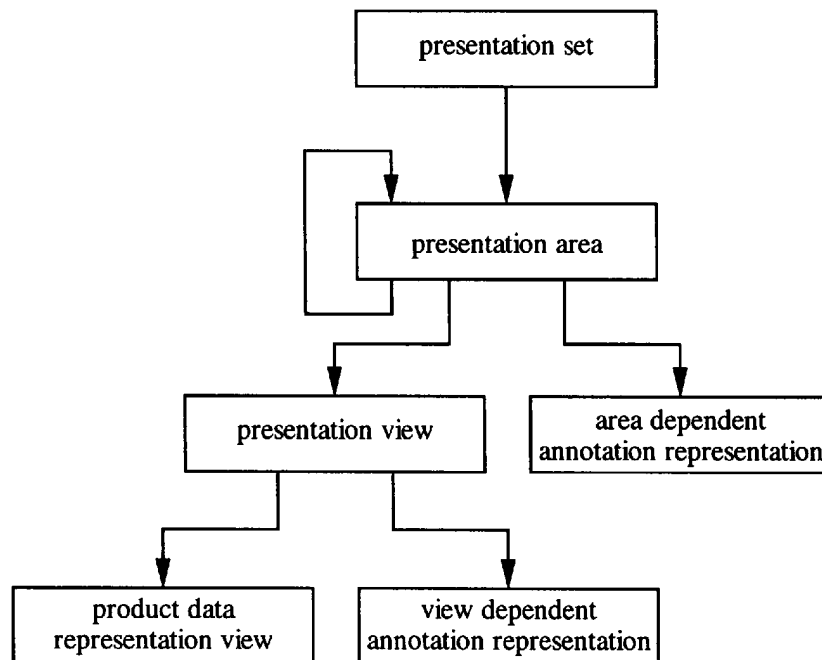 presentation set
presentation area
presentation view
area dependent
annotation representation
product data
representation view
view dependent
annotation representation